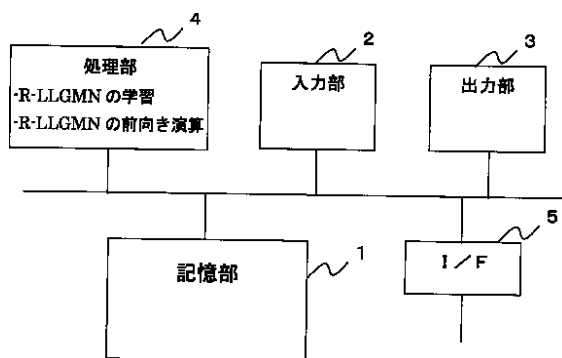 4
処理部
-R-LLGMN の学習
-R-LLGMN の前向き演算
2
入力部
3
出力部
記憶部
1
5
I/F